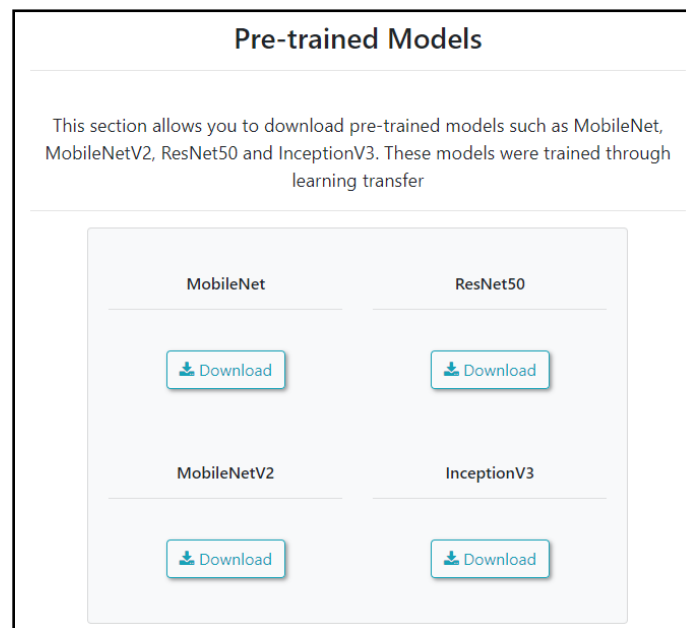 Pre-trained Models
This section allows you to download pre-trained models such as MobileNet,
MobileNetV2, ResNet50 and InceptionV3. These models were trained through
learning transfer
MobileNet
ResNet50
Download
Download
MobileNetV2
InceptionV3
Download
Download